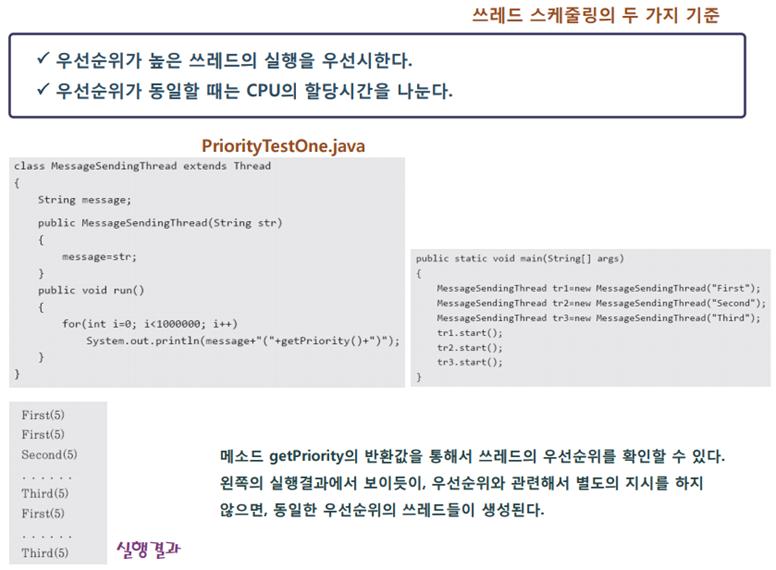 쓰레드 스케줄링의 두 가지 기준
✓ 우선순위가 높은 쓰레드의 실행을 우선시한다.
✓ 우선순위가 동일할 때는 CPU의 할당시간을 나눈다.
PriorityTestOne.java
class MessageSendingThread extends Thread
{
String message;
public MessageSendingThread(String str)
{
message=str;
}
public void run()
{
for(int i=0; i<1000000; i++)
System.out.println(message+"("+getPriority()+")");
}
}
public static void main(String[] args)
{
MessageSendingThread tr1=new MessageSendingThread("First");
MessageSendingThread tr2=new MessageSendingThread("Second");
MessageSendingThread tr3=new MessageSendingThread("Third");
tr1.start();
tr2.start();
tr3.start();
}
First(5)
First(5)
Second(5)
. . . . . .
Third(5)
First(5)
. . . . . .
Third(5)
실행결과
메소드 getPriority의 반환값을 통해서 쓰레드의 우선순위를 확인할 수 있다.
왼쪽의 실행결과에서 보이듯이, 우선순위와 관련해서 별도의 지시를 하지
않으면, 동일한 우선순위의 쓰레드들이 생성된다.